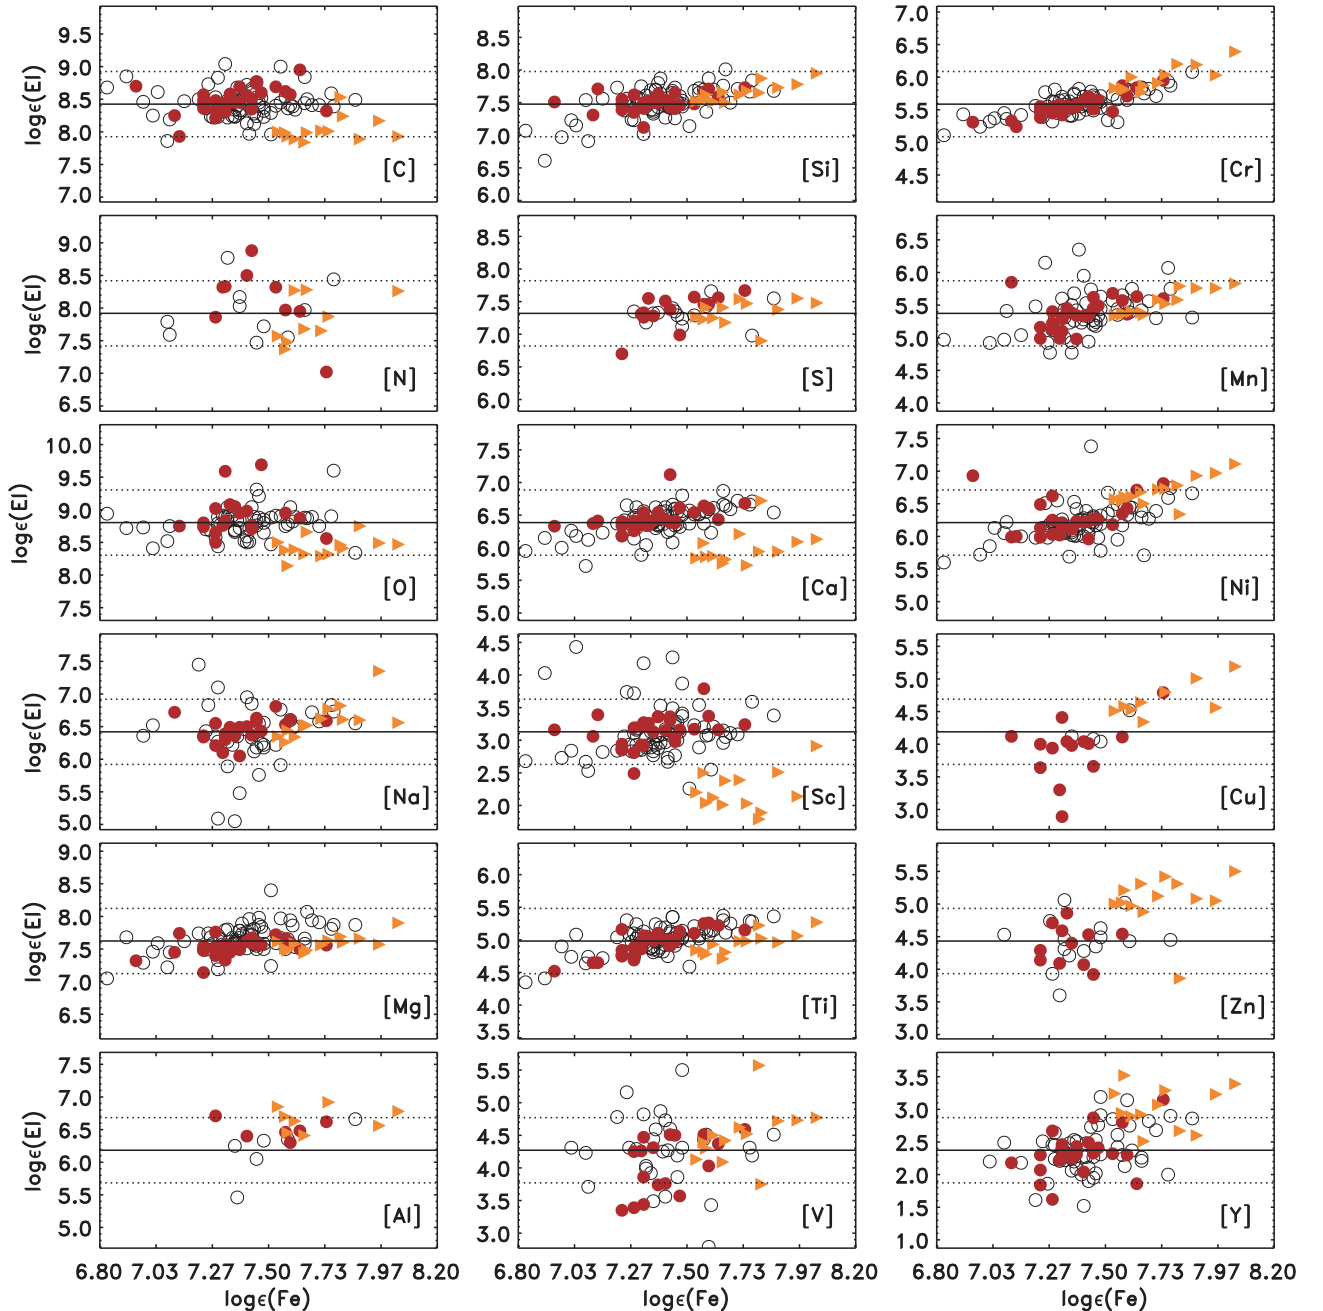 9.5 9.0 8.5 8.0 7.5 7.0 logϵ(El) [C]
8.5 8.0 7.5 7.0 6.5 6.0 [Si]
7.0 6.5 6.0 5.5 5.0 4.5 [Cr]
9.0 8.5 8.0 7.5 7.0 6.5 logϵ(El) [N]
8.5 8.0 7.5 7.0 6.5 6.0 [S]
6.5 6.0 5.5 5.0 4.5 4.0 [Mn]
10.0 9.5 9.0 8.5 8.0 7.5 logϵ(El) [O]
7.5 7.0 6.5 6.0 5.5 5.0 [Ca]
7.5 7.0 6.5 6.0 5.5 5.0 [Ni]
7.5 7.0 6.5 6.0 5.5 5.0 logϵ(El) [Na]
4.5 4.0 3.5 3.0 2.5 2.0 [Sc]
5.5 5.0 4.5 4.0 3.5 3.0 [Cu]
9.0 8.5 8.0 7.5 7.0 6.5 logϵ(El) [Mg]
6.0 5.5 5.0 4.5 4.0 3.5 [Ti]
5.5 5.0 4.5 4.0 3.5 3.0 [Zn]
7.5 7.0 6.5 6.0 5.5 5.0 logϵ(El) [Al]
5.5 5.0 4.5 4.0 3.5 3.0 [V]
3.5 3.0 2.5 2.0 1.5 1.0 [Y]
6.80 7.03 7.27 7.50 7.73 7.97 8.20
6.80 7.03 7.27 7.50 7.73 7.97 8.20
6.80 7.03 7.27 7.50 7.73 7.97 8.20
logϵ(Fe) logϵ(Fe) logϵ(Fe)